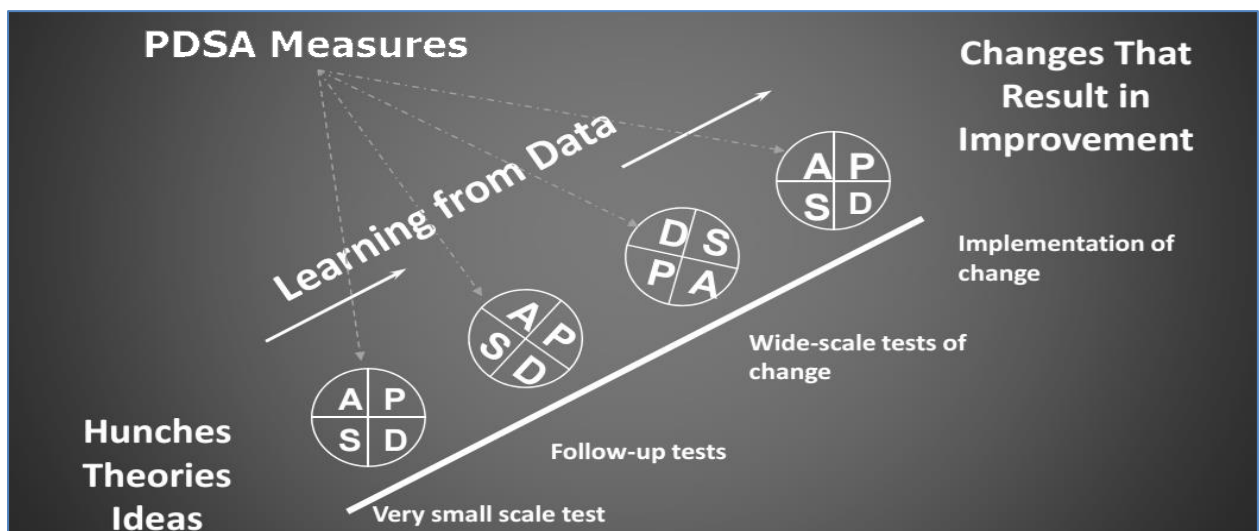 PDSA Measures
Changes That
Result in
Improvement
Learning from Data
A P
S D
D S
P A
A P
S D
A P
S D
Implementation of
change
Wide-scale tests of
change
Follow-up tests
Very small scale test
Hunches
Theories
Ideas